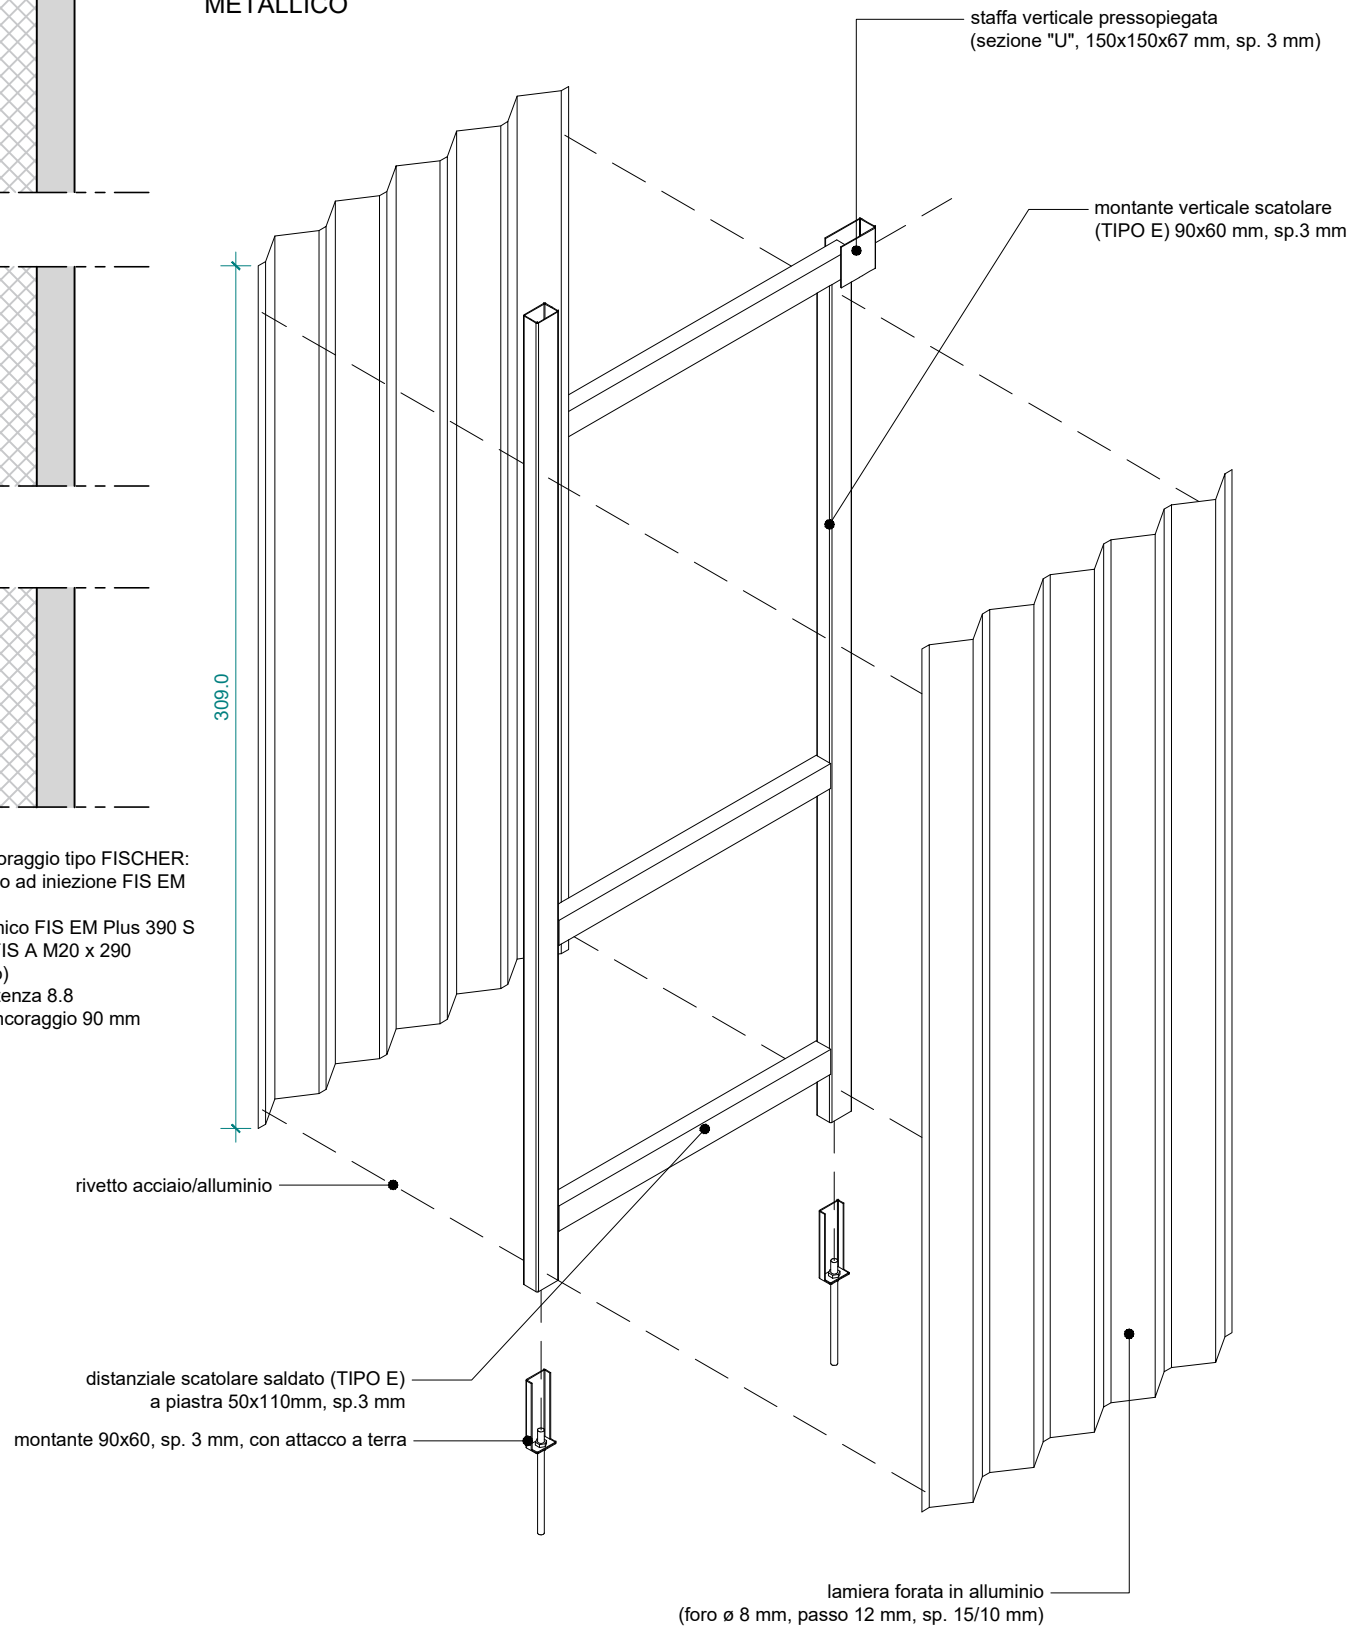 METALLICO
staffa verticale pressopiegata
(sezione "U", 150x150x67 mm, sp. 3 mm)
montante verticale scatolare
(TIPO E) 90x60 mm, sp.3 mm
309.0
oraggio tipo FISCHER:
o ad iniezione FIS EM
nico FIS EM Plus 390 S
IS A M20 x 290
o)
tenza 8.8
ncoraggio 90 mm
rivetto acciaio/alluminio
distanziale scatolare saldato (TIPO E)
a piastra 50x110mm, sp.3 mm
montante 90x60, sp. 3 mm, con attacco a terra
lamiera forata in alluminio
(foro ø 8 mm, passo 12 mm, sp. 15/10 mm)